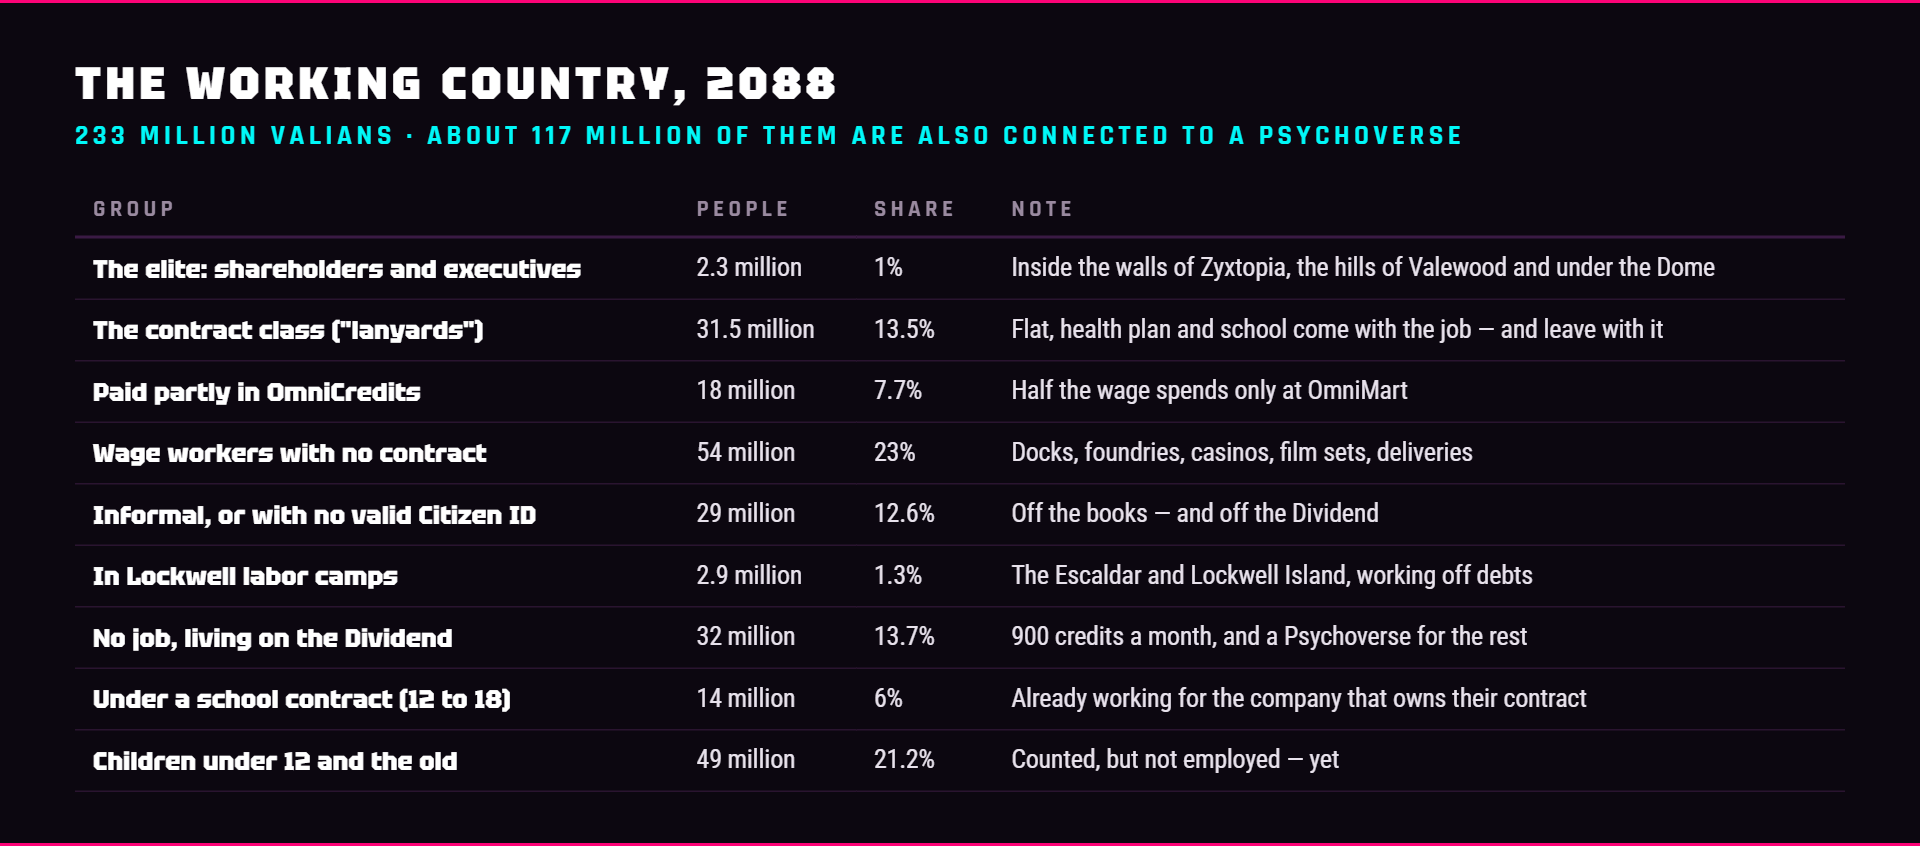 THE WORKING COUNTRY, 2088
233 MILLION VALIANS · ABOUT 117 MILLION OF THEM ARE ALSO CONNECTED TO A PSYCHOVERSE
GROUP PEOPLE SHARE NOTE
The elite: shareholders and executives 2.3 million 1% Inside the walls of Zyxtopia, the hills of Valewood and under the Dome
The contract class ("lanyards") 31.5 million 13.5% Flat, health plan and school come with the job — and leave with it
Paid partly in OmniCredits 18 million 7.7% Half the wage spends only at OmniMart
Wage workers with no contract 54 million 23% Docks, foundries, casinos, film sets, deliveries
Informal, or with no valid Citizen ID 29 million 12.6% Off the books — and off the Dividend
In Lockwell labor camps 2.9 million 1.3% The Escaldar and Lockwell Island, working off debts
No job, living on the Dividend 32 million 13.7% 900 credits a month, and a Psychoverse for the rest
Under a school contract (12 to 18) 14 million 6% Already working for the company that owns their contract
Children under 12 and the old 49 million 21.2% Counted, but not employed — yet